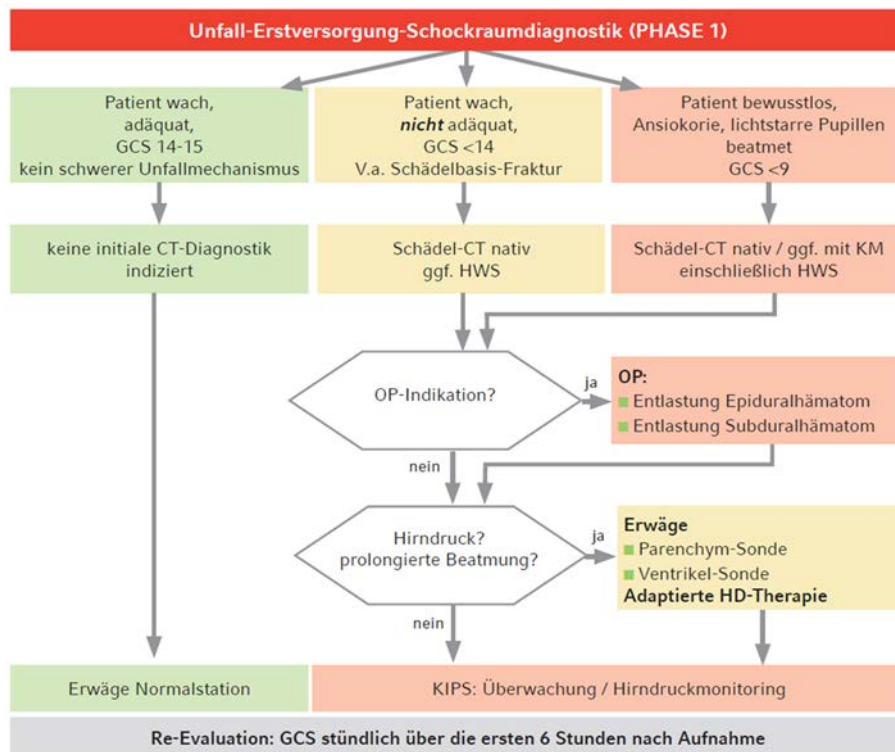 Unfall-Erstversorgung-Schockraumdiagnostik (PHASE 1)
Patient wach,
adäquat,
GCS 14-15
kein schwerer Unfallmechanismus
Patient wach,
nicht adäquat,
GCS <14
V.a. Schädelbasis-Fraktur
Patient bewusstlos,
Ansiokorie, lichtstarre Pupillen
beatmet
GCS <9
keine initiale CT-Diagnostik
indiziert
Schädel-CT nativ
ggf. HWS
Schädel-CT nativ / ggf. mit KM
einschließlich HWS
OP-Indikation?
ja
OP:
Entlastung Epiduralhämatom
Entlastung Subduralhämatom
nein
Hirndruck?
prolongierte Beatmung?
ja
Erwäge
Parenchym-Sonde
Ventrikel-Sonde
Adaptierte HD-Therapie
nein
Erwäge Normalstation
KIPS: Überwachung / Hirndruckmonitoring
Re-Evaluation: GCS stündlich über die ersten 6 Stunden nach Aufnahme